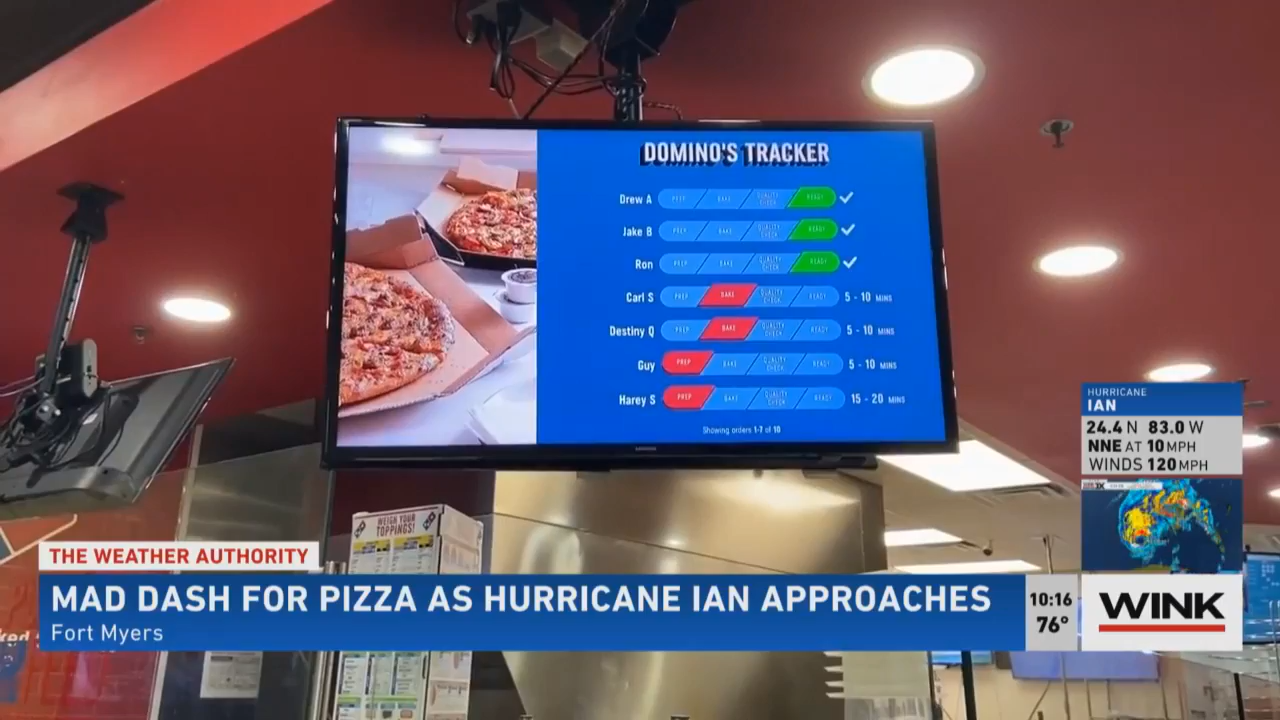 DOMINO'S TRACKER
Drew A PREP BAKE QUALITY CHECK READY
Jake B PREP BAKE QUALITY CHECK READY
Ron PREP BAKE QUALITY CHECK READY
Carl S PREP BAKE QUALITY CHECK READY 5 - 10 MINS
Destiny Q PREP BAKE QUALITY CHECK READY 5 - 10 MINS
Guy PREP BAKE QUALITY CHECK READY 5 - 10 MINS
Harey S PREP BAKE QUALITY CHECK READY 15 - 20 MINS
Showing orders 1-7 of 10
HURRICANE
IAN
24.4 N 83.0 W
NNE AT 10 MPH
WINDS 120 MPH
WEIGH YOUR
TOPPINGS!
THE WEATHER AUTHORITY
MAD DASH FOR PIZZA AS HURRICANE IAN APPROACHES
Fort Myers
10:16
76°
WINK